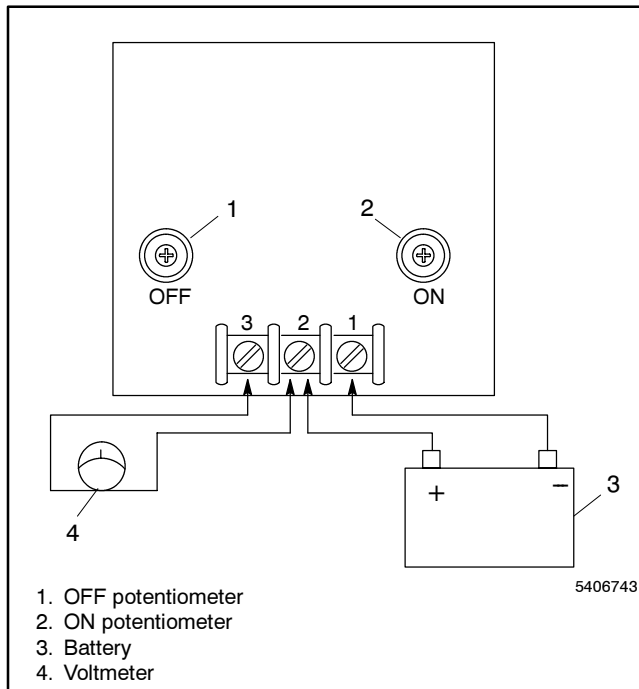 1
2
OFF
ON
3 2 1
+ −
3
4
5406743
1. OFF potentiometer
2. ON potentiometer
3. Battery
4. Voltmeter